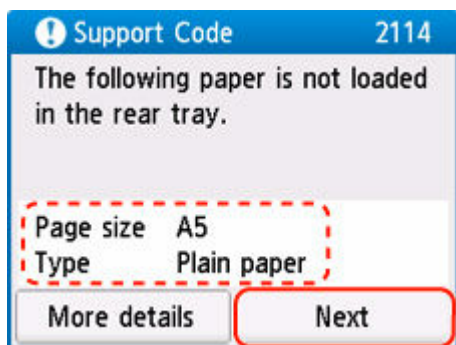 Support Code 2114
The following paper is not loaded
in the rear tray.
Page size A5
Type Plain paper
More details Next